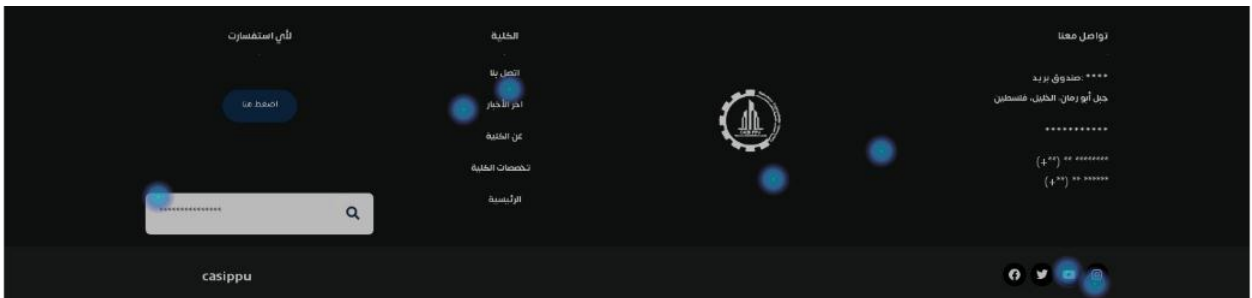 تواصل معنا
**** :صندوق بريد
جبل أبو رمان، الخليل، فلسطين
***********
(+**) ** ********
(+**) ** ******
الكلية
اتصل بنا
اخر الأخبار
عن الكلية
تخصصات الكلية
الرئيسية
لأي استفسارت
اضغط هنا
***************
casippu